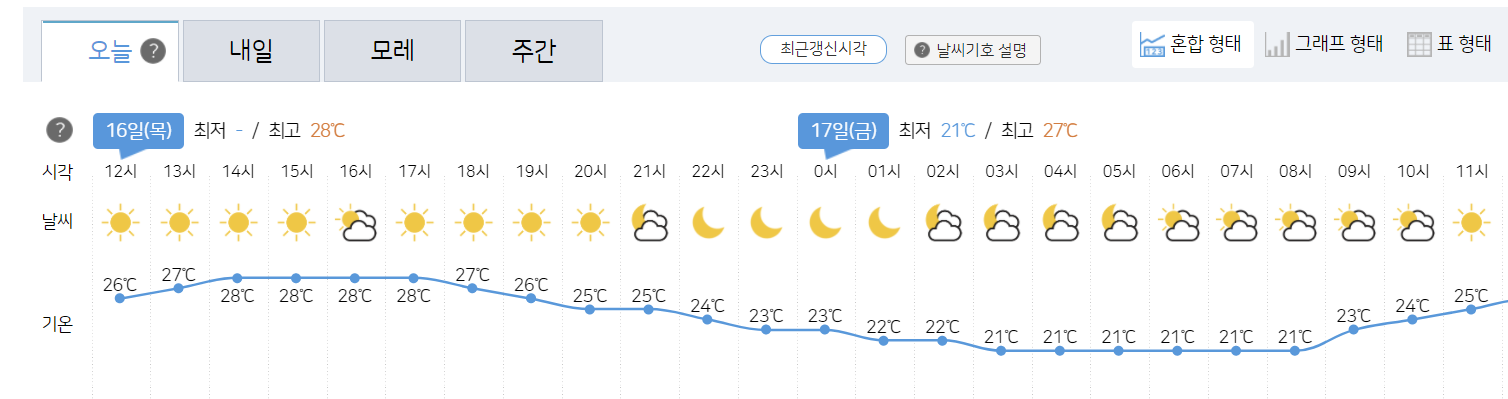 오늘 ? 내일 모레 주간 최근갱신시각 ? 날씨기호 설명 123 혼합 형태 그래프 형태 표 형태
? 16일(목) 최저 - / 최고 28℃ 17일(금) 최저 21℃ / 최고 27℃
시각 12시 13시 14시 15시 16시 17시 18시 19시 20시 21시 22시 23시 0시 01시 02시 03시 04시 05시 06시 07시 08시 09시 10시 11시
날씨
기온 26℃ 27℃ 28℃ 28℃ 28℃ 28℃ 27℃ 26℃ 25℃ 25℃ 24℃ 23℃ 23℃ 22℃ 22℃ 21℃ 21℃ 21℃ 21℃ 21℃ 21℃ 23℃ 24℃ 25℃